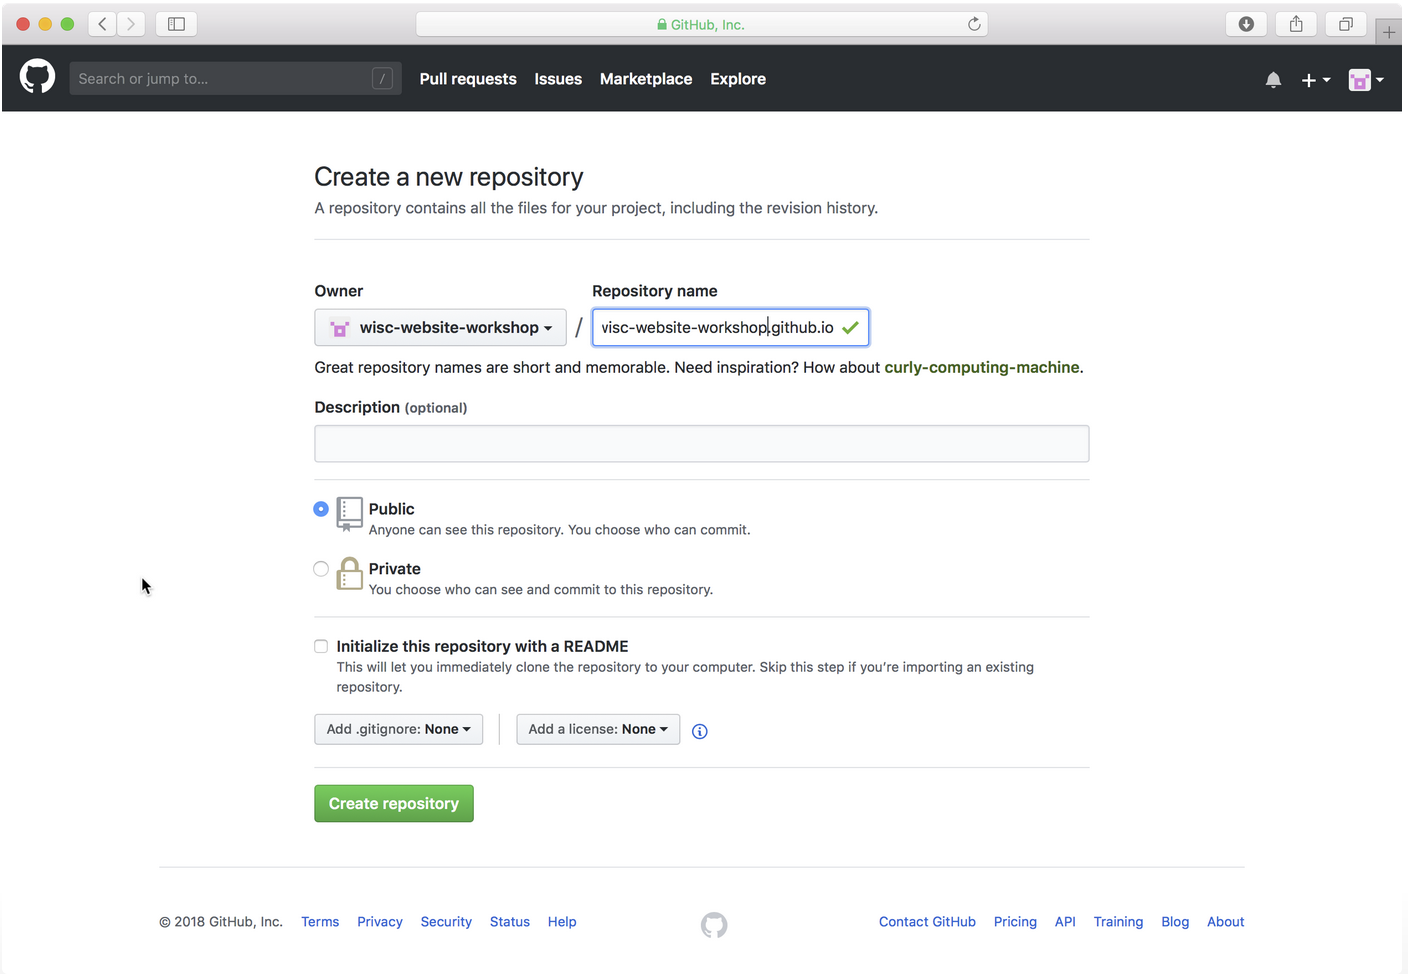 GitHub, Inc.
Search or jump to... / Pull requests Issues Marketplace Explore
Create a new repository
A repository contains all the files for your project, including the revision history.
Owner Repository name
wisc-website-workshop / visc-website-workshop.github.io
Great repository names are short and memorable. Need inspiration? How about curly-computing-machine.
Description (optional)
Public
Anyone can see this repository. You choose who can commit.
Private
You choose who can see and commit to this repository.
Initialize this repository with a README
This will let you immediately clone the repository to your computer. Skip this step if you're importing an existing
repository.
Add .gitignore: None Add a license: None
Create repository
© 2018 GitHub, Inc. Terms Privacy Security Status Help Contact GitHub Pricing API Training Blog About